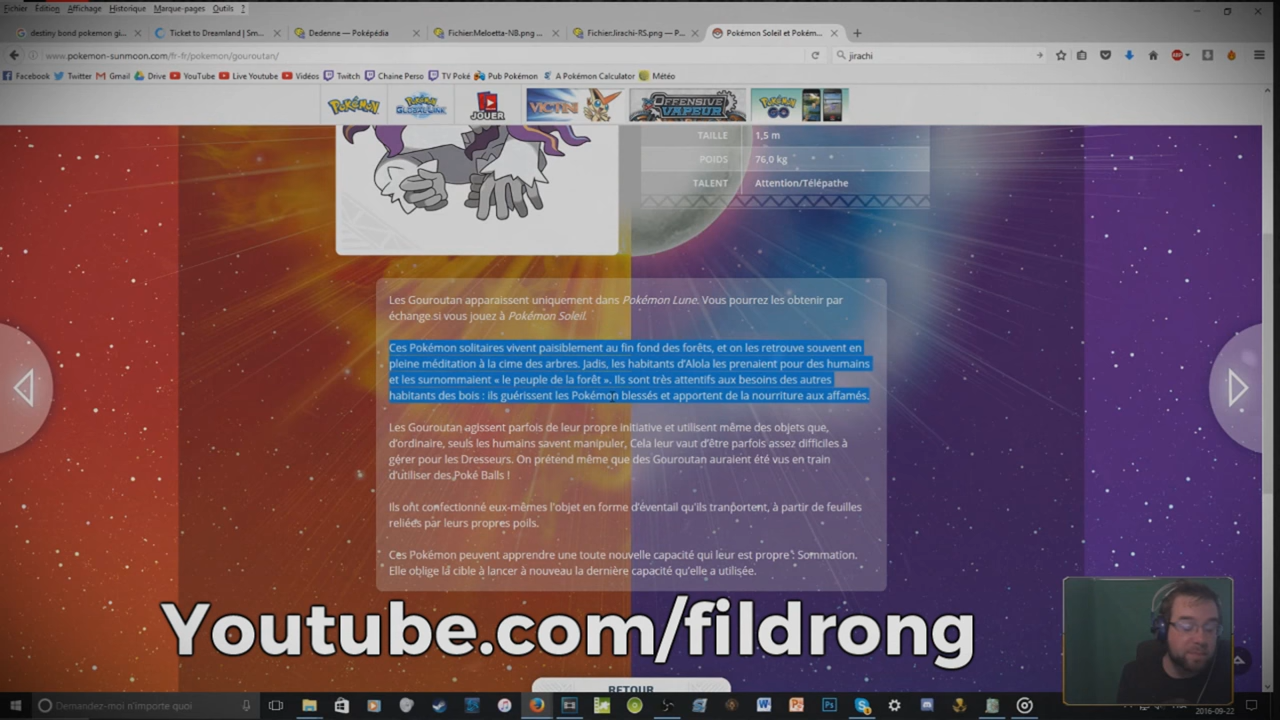 Fichier Édition Affichage Historique Marque-pages Outils ?
destiny bond pokemon gi... Ticket to Dreamland | Sm... Dedenne — Poképédia Fichier:Meloetta-NB.png ... Fichier:Jirachi-RS.png — P... Pokémon Soleil et Pokém...
www.pokemon-sunmoon.com/fr-fr/pokemon/gouroutan/ jirachi
Facebook Twitter Gmail Drive YouTube Live Youtube Vidéos Twitch Chaine Perso TV Poké Pub Pokémon A Pokémon Calculator Météo
POKÉMON POKÉMON GLOBAL LINK JOUER VICTINI OFFENSIVE VAPEUR POKÉMON GO
TAILLE 1,5 m
POIDS 76,0 kg
TALENT Attention/Télépathe
Les Gouroutan apparaissent uniquement dans Pokémon Lune. Vous pourrez les obtenir par
échange si vous jouez à Pokémon Soleil.
Ces Pokémon solitaires vivent paisiblement au fin fond des forêts, et on les retrouve souvent en
pleine méditation à la cime des arbres. Jadis, les habitants d'Alola les prenaient pour des humains
et les surnommaient « le peuple de la forêt ». Ils sont très attentifs aux besoins des autres
habitants des bois : ils guérissent les Pokémon blessés et apportent de la nourriture aux affamés.
Les Gouroutan agissent parfois de leur propre initiative et utilisent même des objets que,
d'ordinaire, seuls les humains savent manipuler, Cela leur vaut d'être parfois assez difficiles à
gérer pour les Dresseurs. On prétend même que des Gouroutan auraient été vus en train
d'utiliser des Poké Balls !
Ils ont confectionné eux-mêmes l'objet en forme d'éventail qu'ils tranportent, à partir de feuilles
reliées par leurs propres poils.
Ces Pokémon peuvent apprendre une toute nouvelle capacité qui leur est propre : Sommation.
Elle oblige la cible à lancer à nouveau la dernière capacité qu'elle a utilisée.
Youtube.com/fildrong
RETOUR
Demandez-moi n'importe quoi
2016-09-22